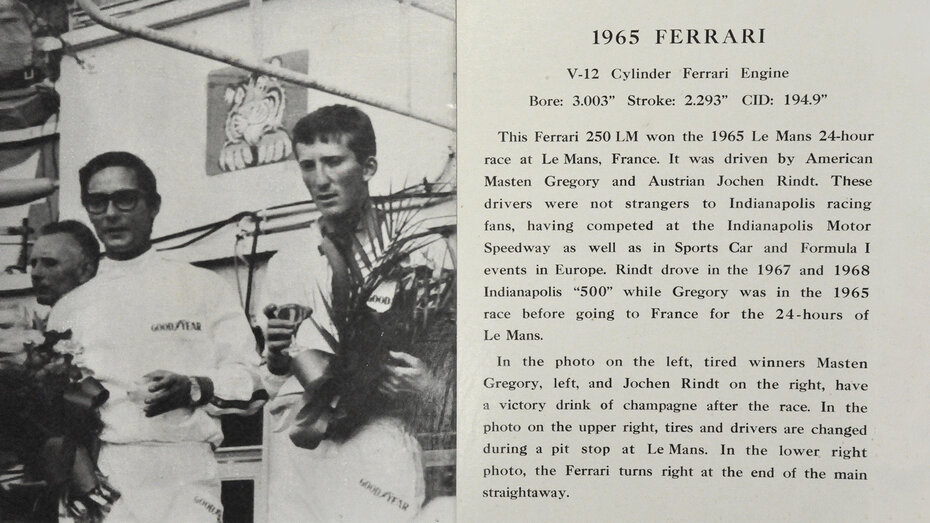 GOOD YEAR
GOOD
GOOD YEAR
GOOD YEAR
1965 FERRARI
V-12 Cylinder Ferrari Engine
Bore: 3.003” Stroke: 2.293” CID: 194.9”
This Ferrari 250 LM won the 1965 Le Mans 24-hour
race at Le Mans, France. It was driven by American
Masten Gregory and Austrian Jochen Rindt. These
drivers were not strangers to Indianapolis racing
fans, having competed at the Indianapolis Motor
Speedway as well as in Sports Car and Formula I
events in Europe. Rindt drove in the 1967 and 1968
Indianapolis “500” while Gregory was in the 1965
race before going to France for the 24-hours of
Le Mans.
In the photo on the left, tired winners Masten
Gregory, left, and Jochen Rindt on the right, have
a victory drink of champagne after the race. In the
photo on the upper right, tires and drivers are changed
during a pit stop at Le Mans. In the lower right
photo, the Ferrari turns right at the end of the main
straightaway.